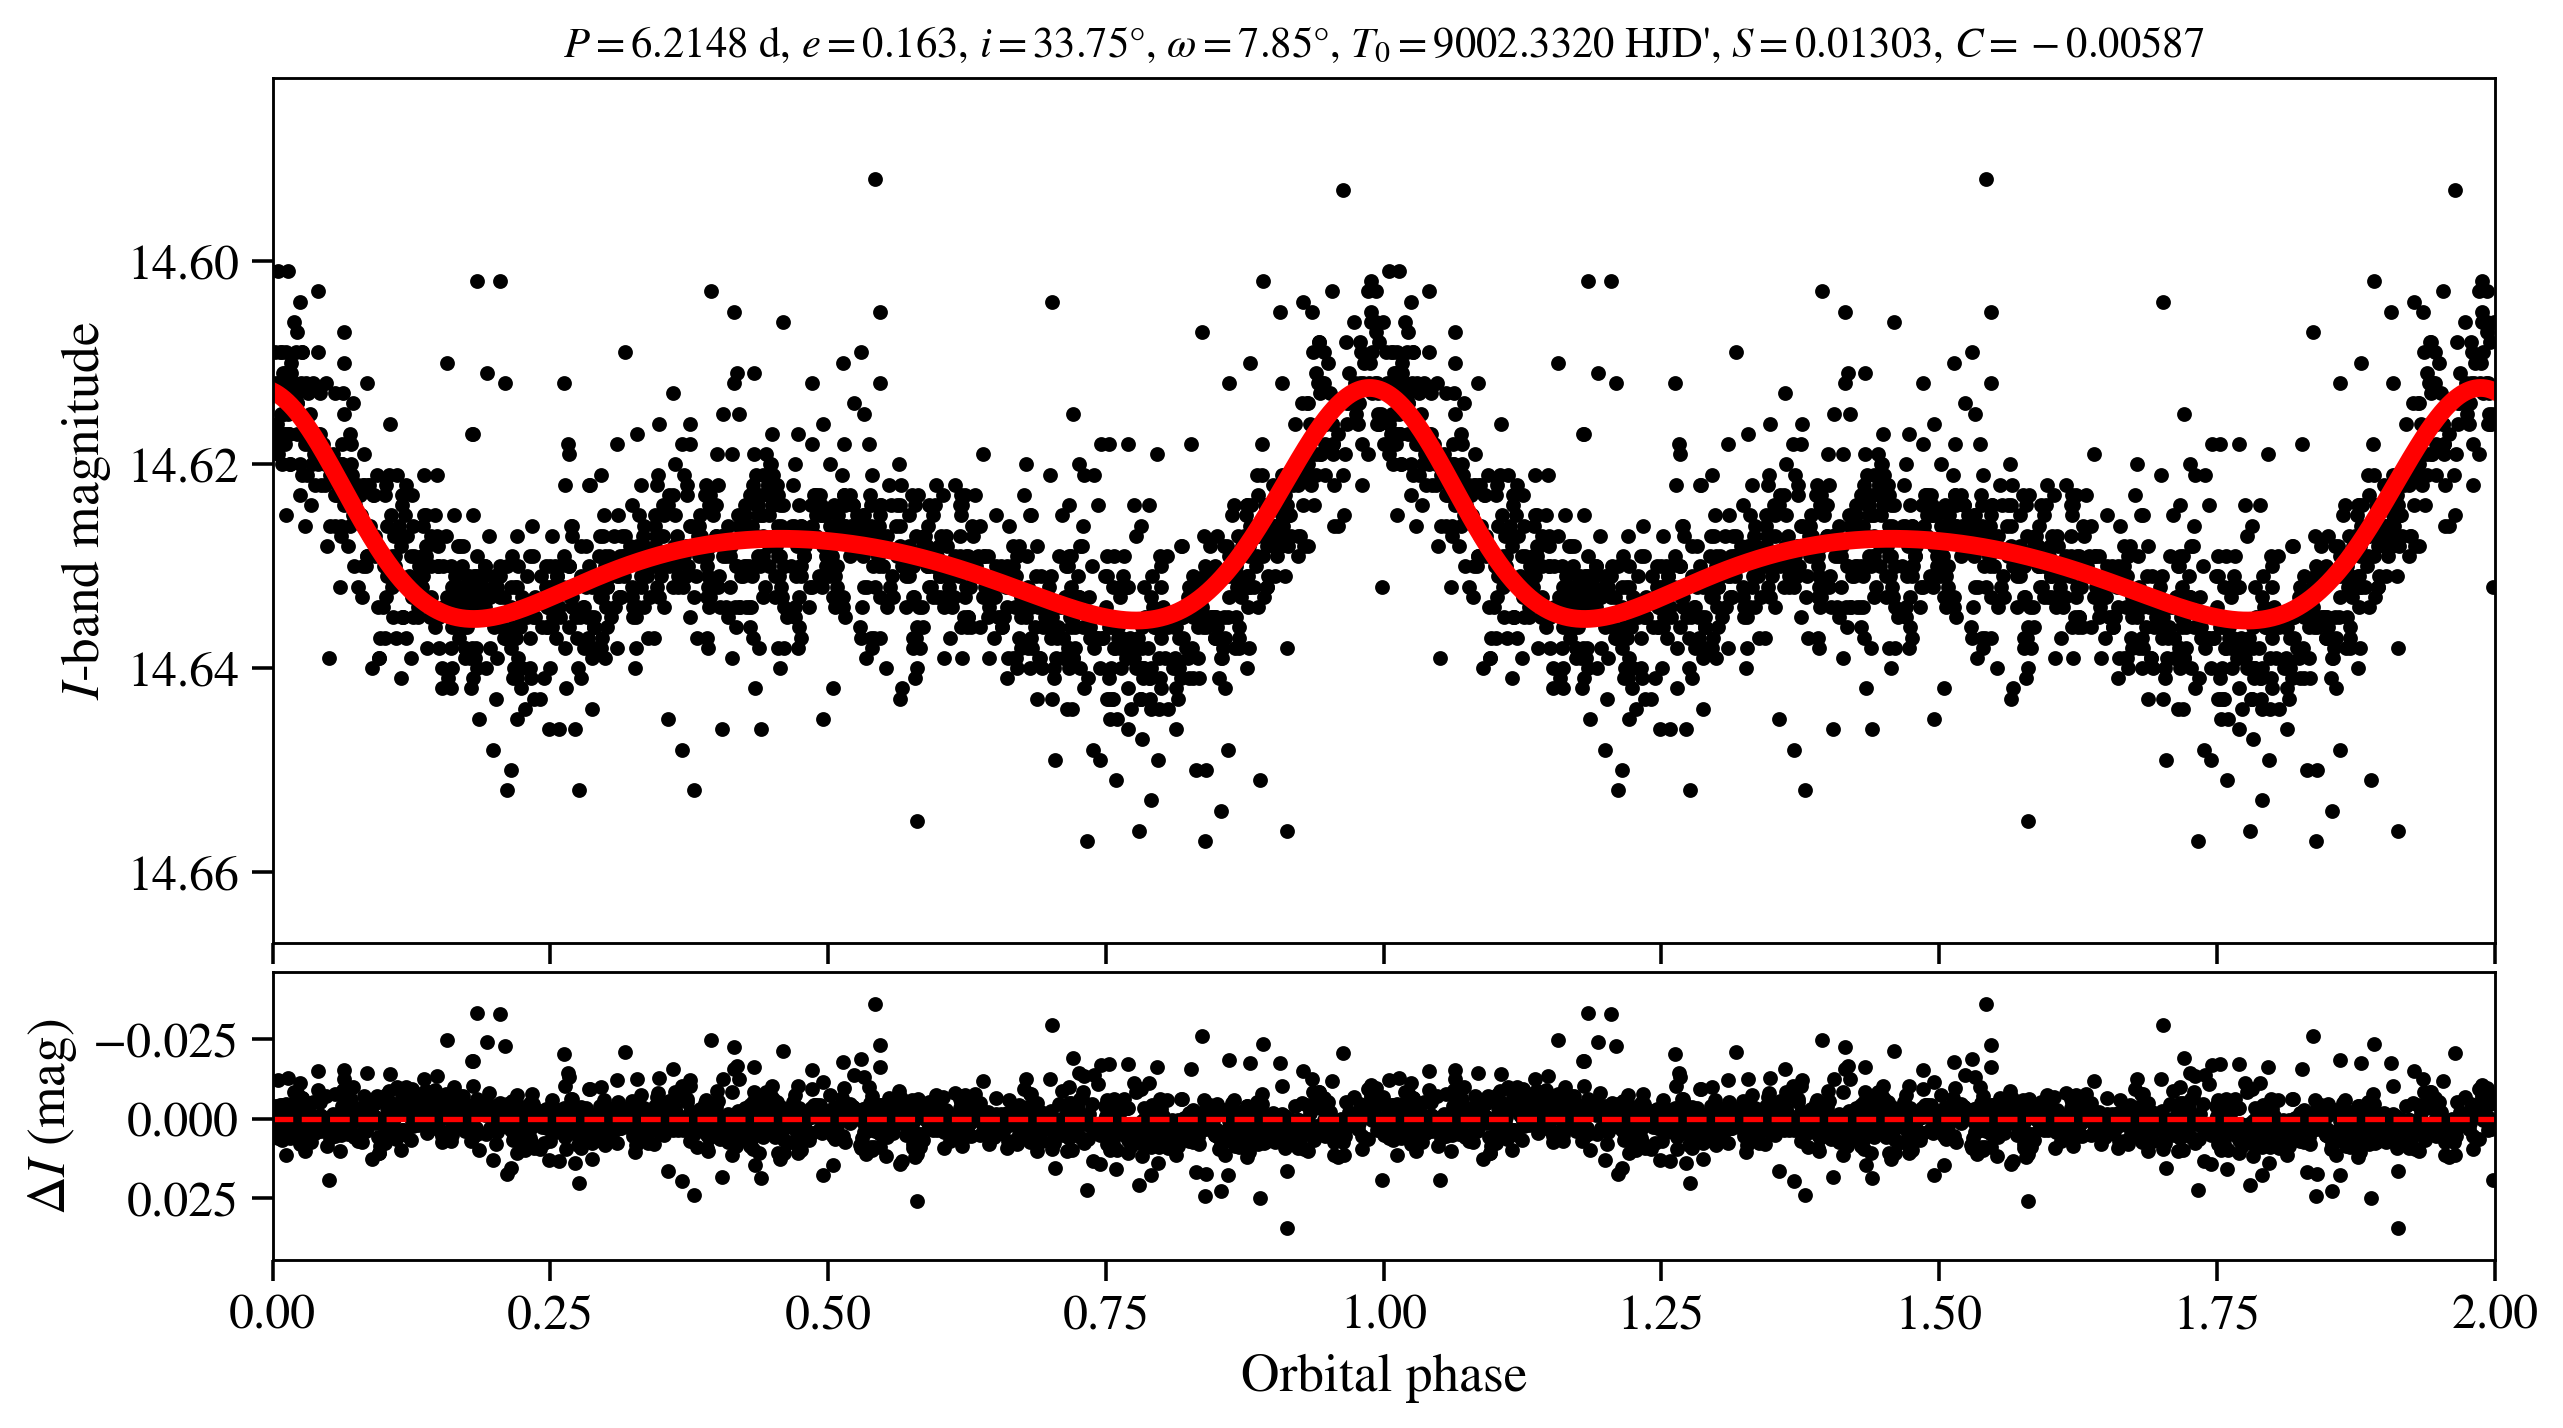 P = 6.2148 d, e = 0.163, i = 33.75°, ω = 7.85°, T₀ = 9002.3320 HJD', S = 0.01303, C = −0.00587
I-band magnitude
14.60
14.62
14.64
14.66
ΔI (mag)
−0.025
0.000
0.025
0.00 0.25 0.50 0.75 1.00 1.25 1.50 1.75 2.00
Orbital phase